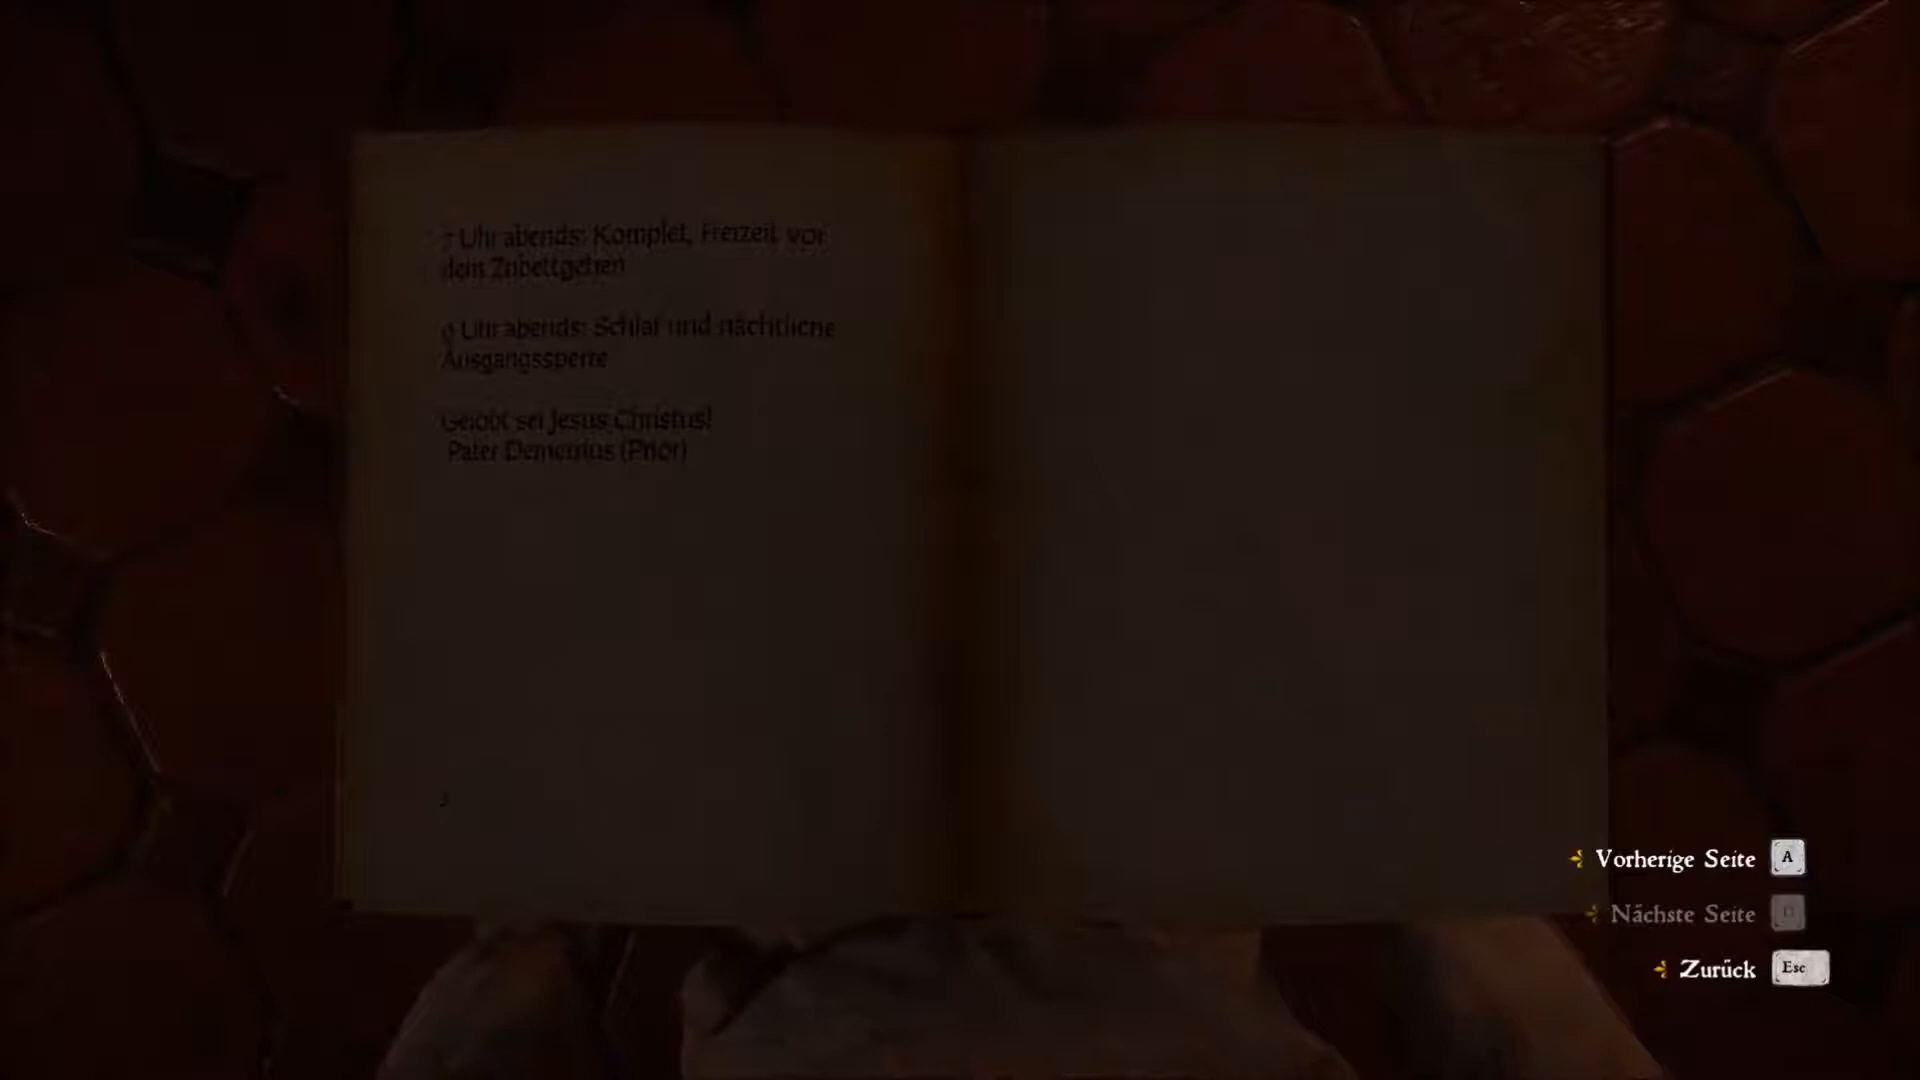 7 Uhr abends: Komplet, Freizeit vor
dem Zubettgehen
9 Uhr abends: Schlaf und nächtliche
Ausgangssperre
Gelobt sei Jesus Christus!
Pater Demetrius (Prior)
Vorherige Seite A
Nächste Seite D
Zurück Esc